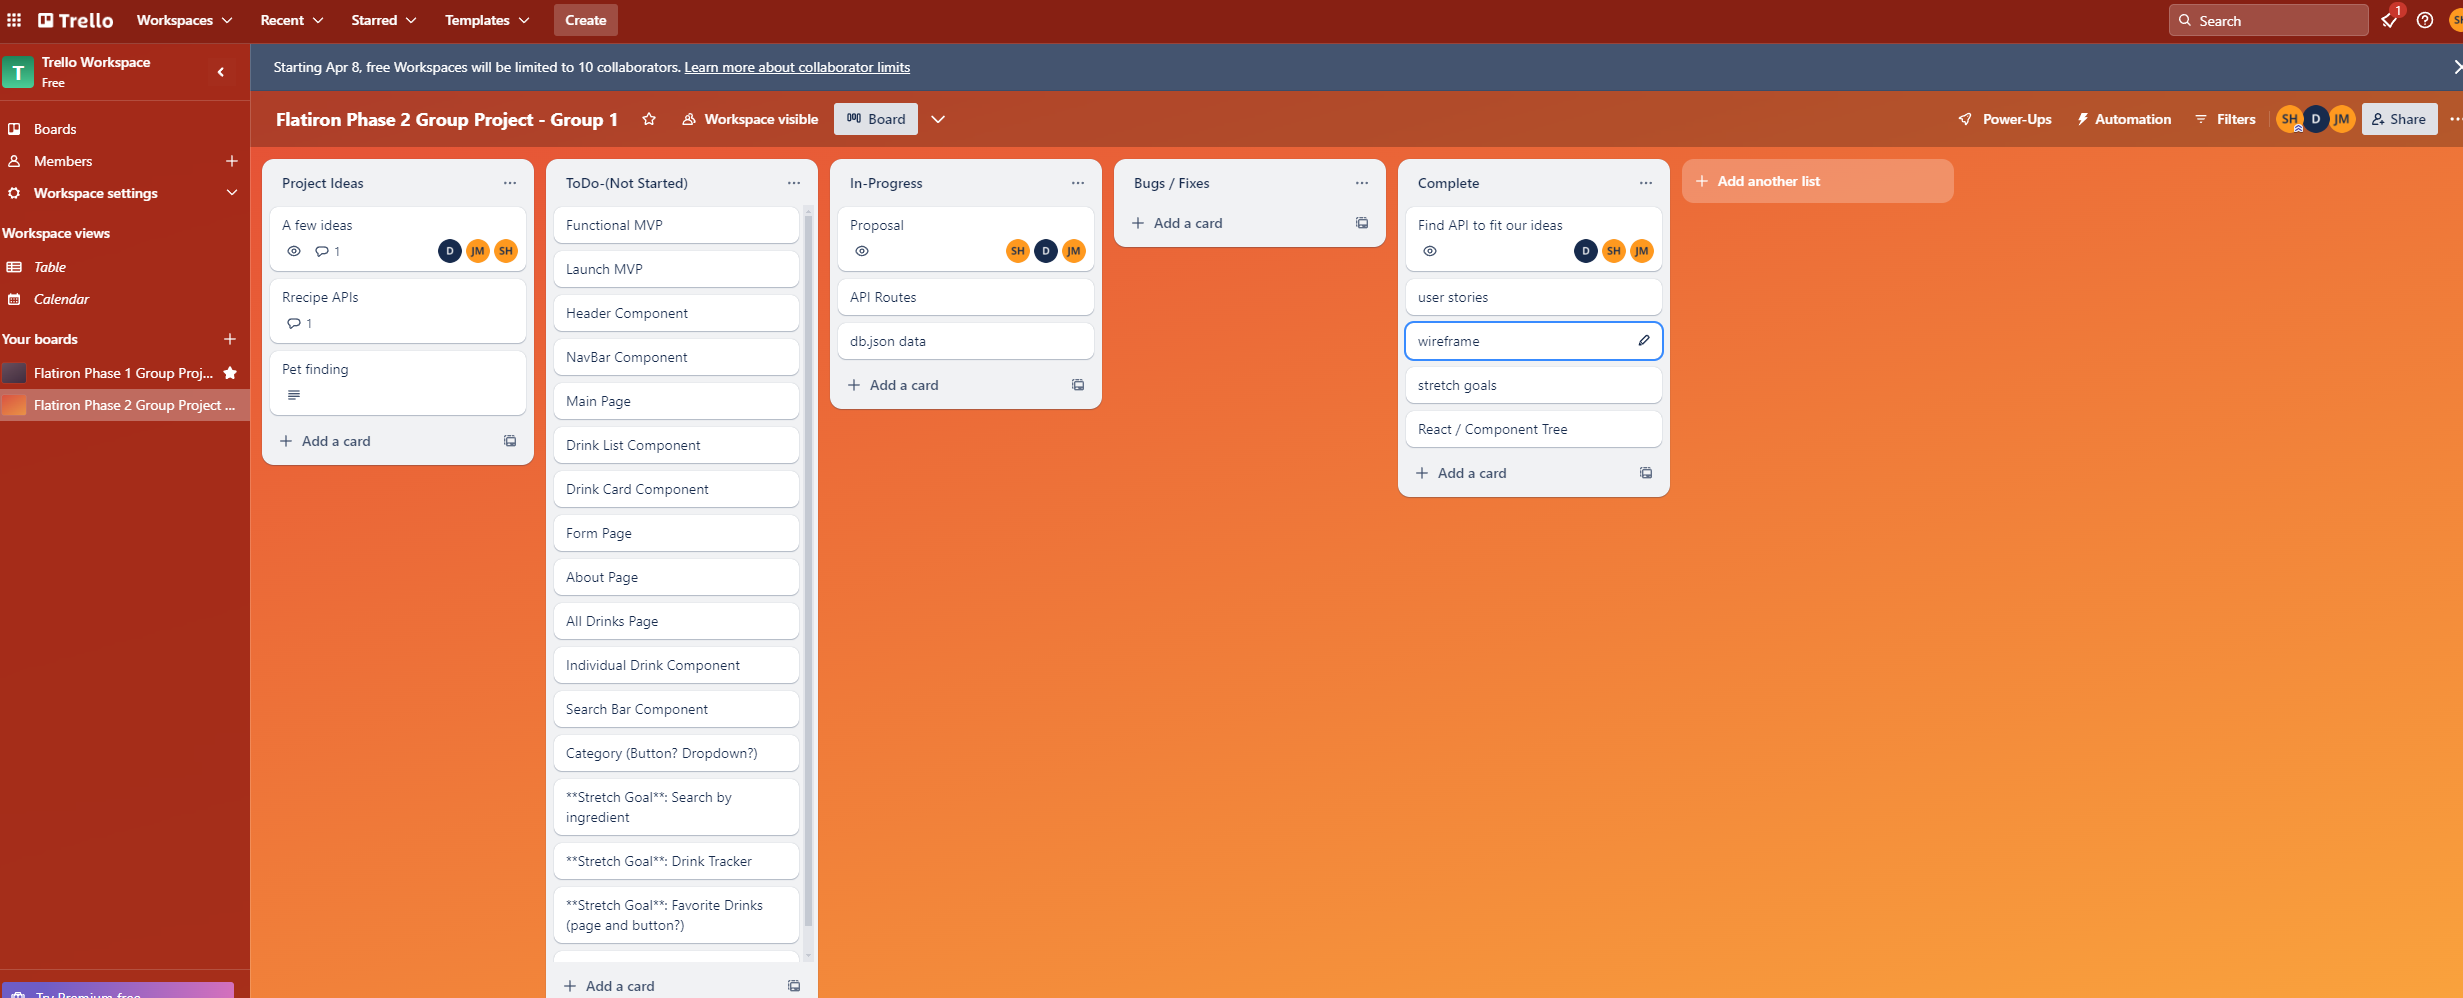 Trello
Workspaces
Recent
Starred
Templates
Create
Search
1
SH
T
Trello Workspace
Free
Starting Apr 8, free Workspaces will be limited to 10 collaborators. Learn more about collaborator limits
Flatiron Phase 2 Group Project - Group 1
Workspace visible
Board
Power-Ups
Automation
Filters
SH
D
JM
Share
Boards
Members
Workspace settings
Workspace views
Table
Calendar
Your boards
Flatiron Phase 1 Group Proj...
Flatiron Phase 2 Group Project ...
Try Premium free
Project Ideas
A few ideas
1
D
JM
SH
Rrecipe APIs
1
Pet finding
Add a card
ToDo-(Not Started)
Functional MVP
Launch MVP
Header Component
NavBar Component
Main Page
Drink List Component
Drink Card Component
Form Page
About Page
All Drinks Page
Individual Drink Component
Search Bar Component
Category (Button? Dropdown?)
**Stretch Goal**: Search by
ingredient
**Stretch Goal**: Drink Tracker
**Stretch Goal**: Favorite Drinks
(page and button?)
Add a card
In-Progress
Proposal
SH
D
JM
API Routes
db.json data
Add a card
Bugs / Fixes
Add a card
Complete
Find API to fit our ideas
D
SH
JM
user stories
wireframe
stretch goals
React / Component Tree
Add a card
Add another list